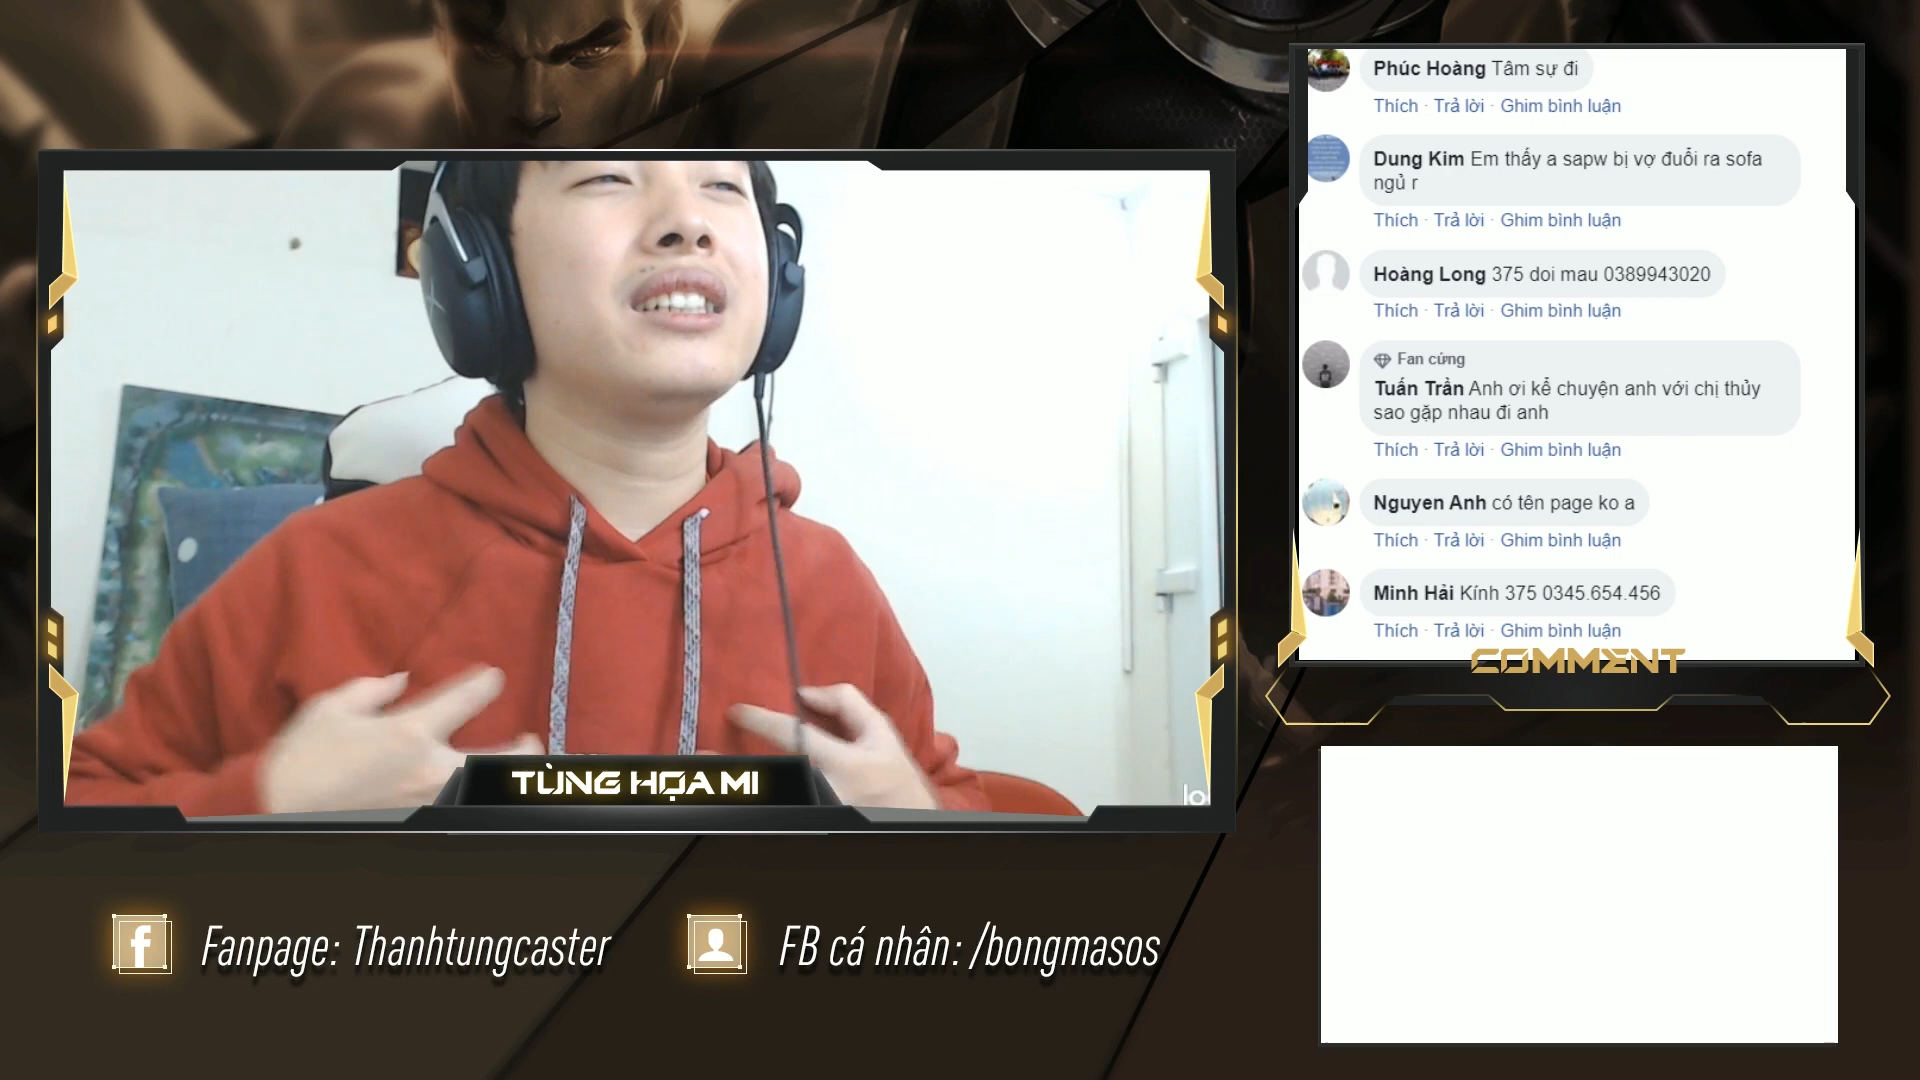 Phúc Hoàng Tâm sự đi
Thích · Trả lời · Ghim bình luận
Dung Kim Em thấy a sapw bị vợ đuổi ra sofa
ngủ r
Thích · Trả lời · Ghim bình luận
Hoàng Long 375 doi mau 0389943020
Thích · Trả lời · Ghim bình luận
Fan cứng
Tuấn Trần Anh ơi kể chuyện anh với chị thủy
sao gặp nhau đi anh
Thích · Trả lời · Ghim bình luận
Nguyen Anh có tên page ko a
Thích · Trả lời · Ghim bình luận
Minh Hải Kính 375 0345.654.456
Thích · Trả lời · Ghim bình luận
COMMENT
TÙNG HỌA MI
Fanpage: Thanhtungcaster
FB cá nhân: /bongmasos